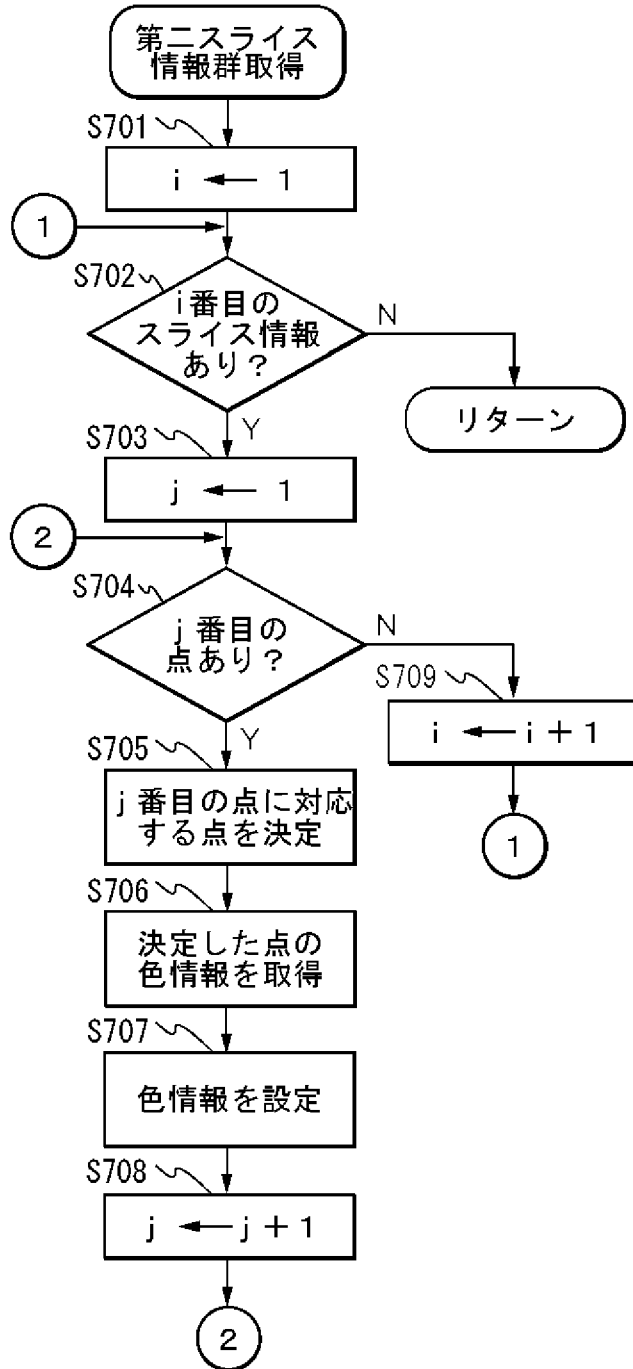 第二スライス
情報群取得
S701
i ← 1
1
S702
i番目の
スライス情報
あり？
N
リターン
Y
S703
j ← 1
2
S704
j番目の
点あり？
N
S709
i ← i＋1
1
Y
S705
j番目の点に対応
する点を決定
S706
決定した点の
色情報を取得
S707
色情報を設定
S708
j ← j＋1
2